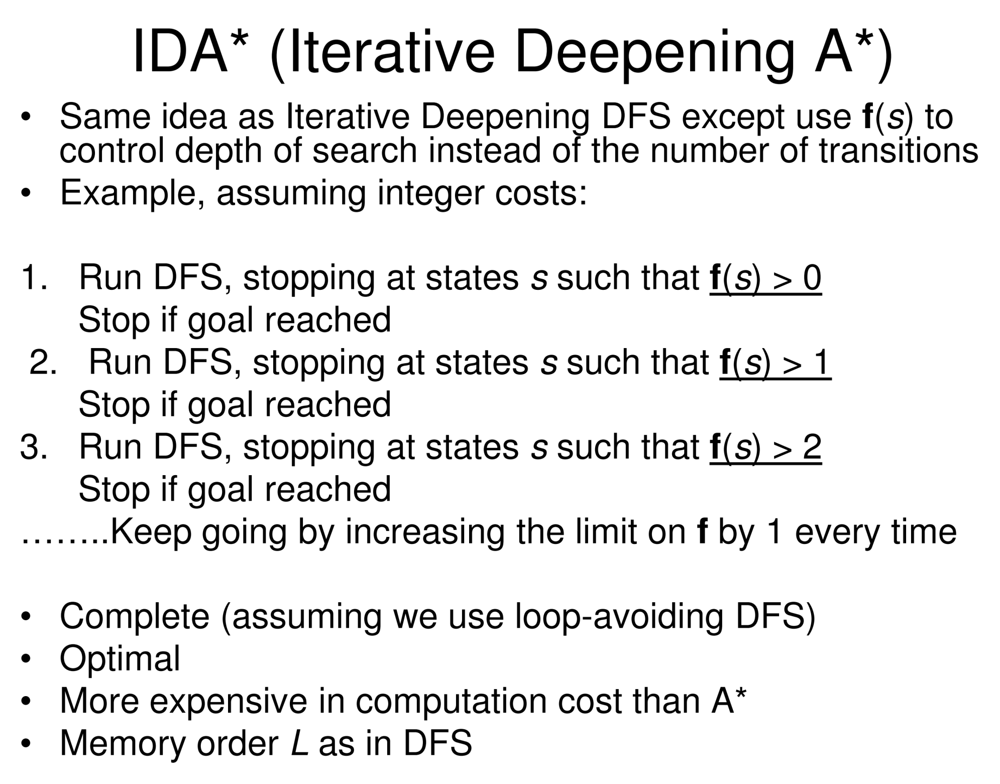 IDA* (Iterative Deepening A*)
• Same idea as Iterative Deepening DFS except use f(s) to
control depth of search instead of the number of transitions
• Example, assuming integer costs:
1. Run DFS, stopping at states s such that f(s) > 0
Stop if goal reached
2. Run DFS, stopping at states s such that f(s) > 1
Stop if goal reached
3. Run DFS, stopping at states s such that f(s) > 2
Stop if goal reached
……..Keep going by increasing the limit on f by 1 every time
• Complete (assuming we use loop-avoiding DFS)
• Optimal
• More expensive in computation cost than A*
• Memory order L as in DFS